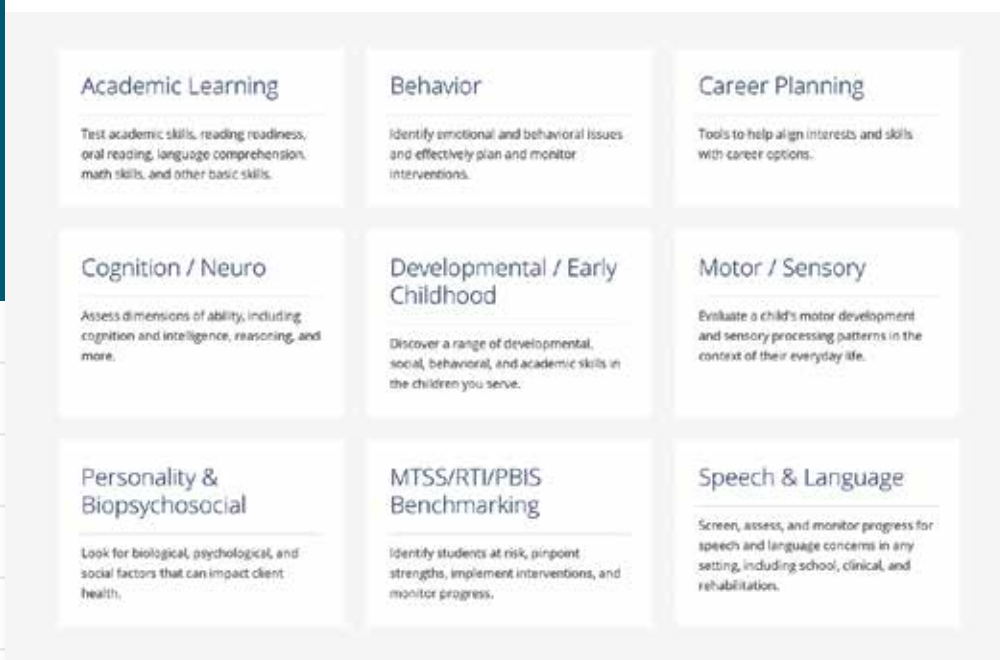 Academic Learning
Test academic skills, reading readiness,
oral reading, language comprehension,
math skills, and other basic skills.
Behavior
Identify emotional and behavioral issues
and effectively plan and monitor
interventions.
Career Planning
Tools to help align interests and skills
with career options.
Cognition / Neuro
Assess dimensions of ability, including
cognition and intelligence, reasoning, and
more.
Developmental / Early
Childhood
Discover a range of developmental,
social, behavioral, and academic skills in
the children you serve.
Motor / Sensory
Evaluate a child's motor development
and sensory processing patterns in the
context of their everyday life.
Personality &
Biopsychosocial
Look for biological, psychological, and
social factors that can impact client
health.
MTSS/RTI/PBIS
Benchmarking
Identify students at risk, pinpoint
strengths, implement interventions, and
monitor progress.
Speech & Language
Screen, assess, and monitor progress for
speech and language concerns in any
setting, including school, clinical, and
rehabilitation.